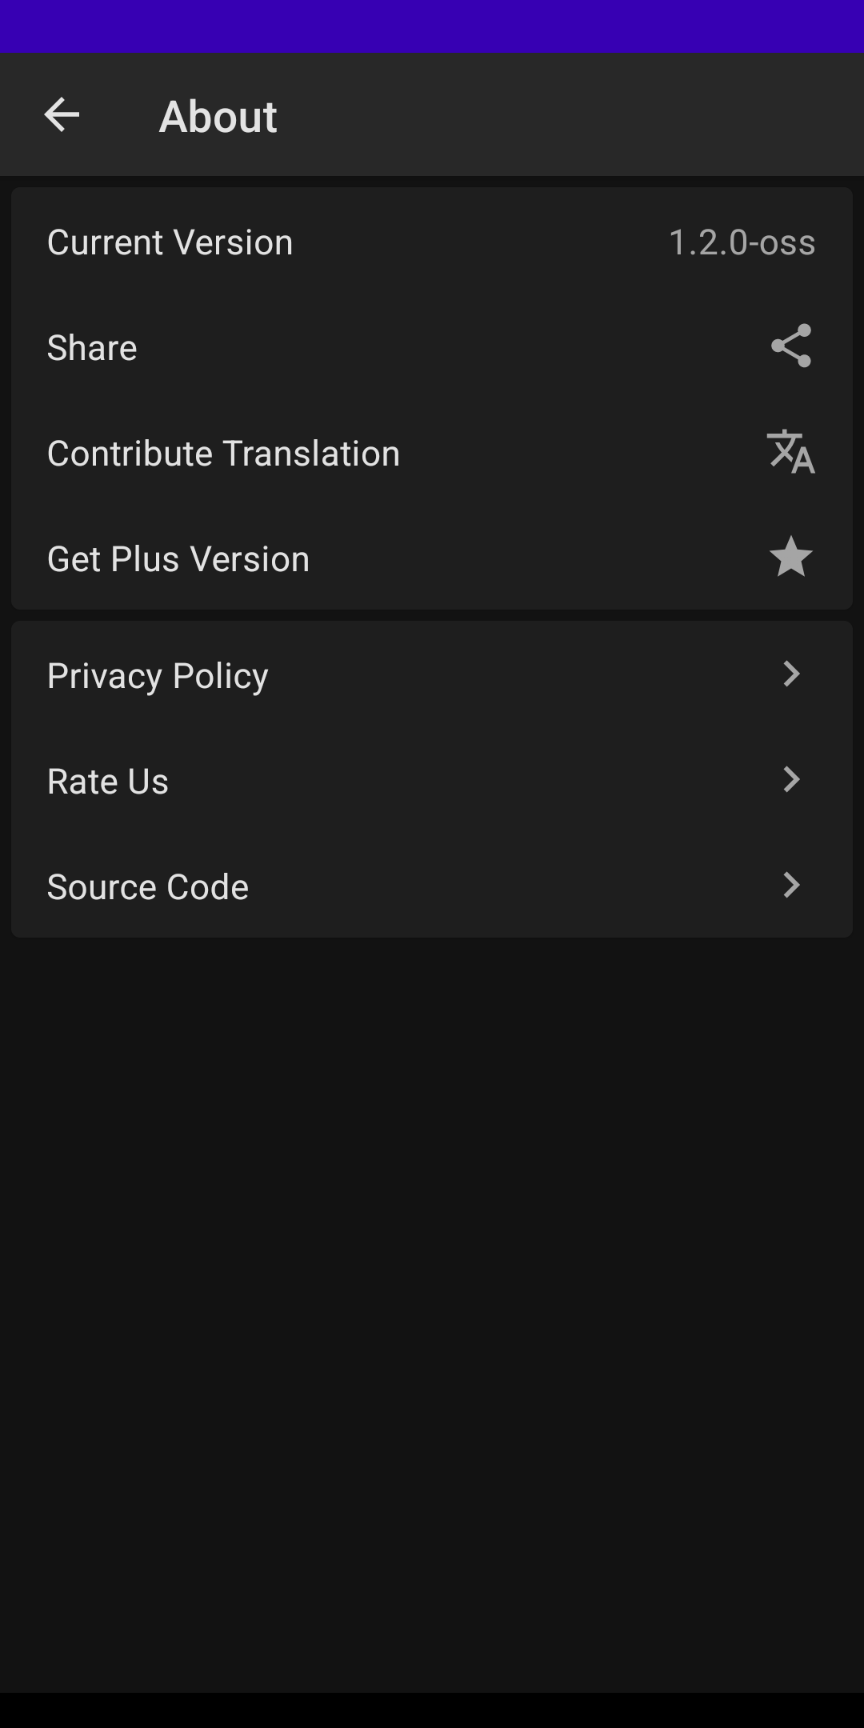 About
Current Version 1.2.0-oss
Share
Contribute Translation
Get Plus Version
Privacy Policy
Rate Us
Source Code